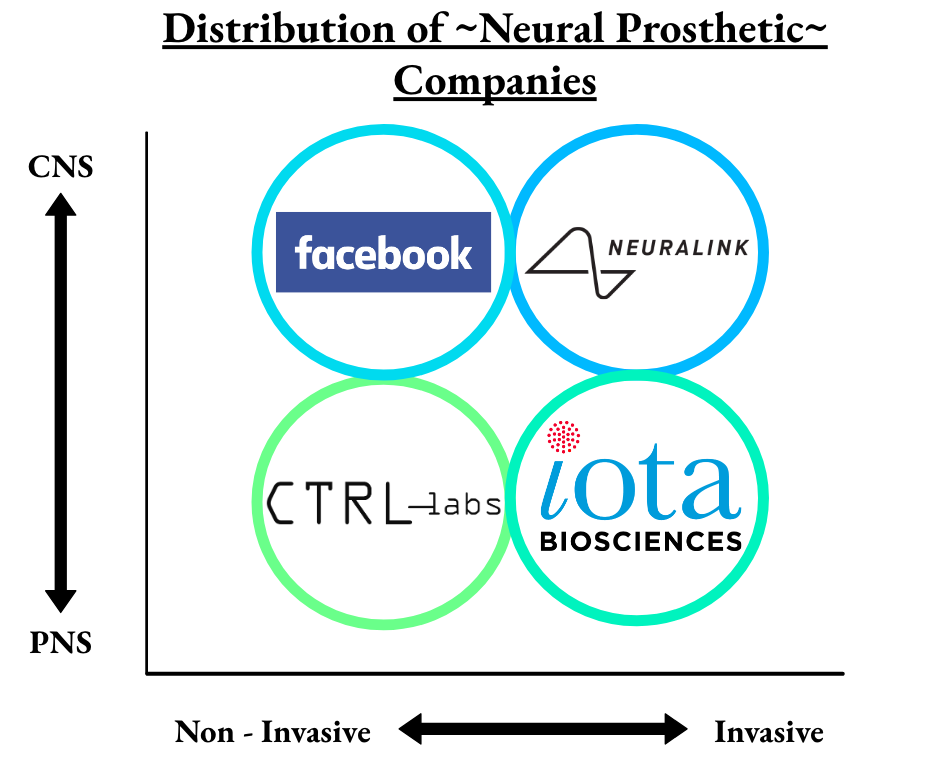 Distribution of ~Neural Prosthetic~
Companies
CNS
facebook
NEURALINK
CTRL-labs
iota
BIOSCIENCES
PNS
Non - Invasive
Invasive